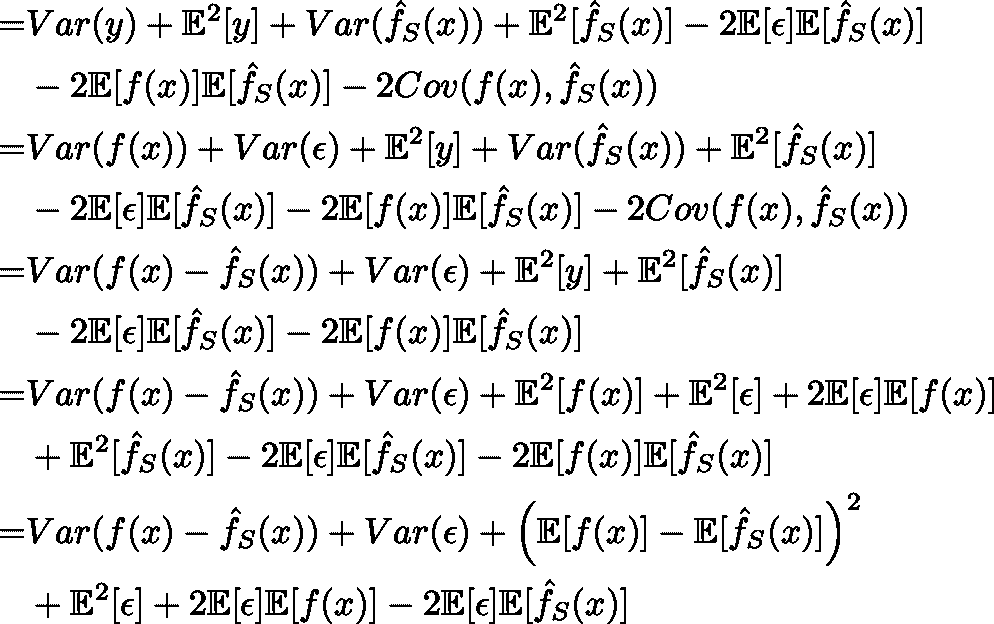 =Var(y) + 𝔼²[y] + Var(f̂_S(x)) + 𝔼²[f̂_S(x)] − 2𝔼[ϵ]𝔼[f̂_S(x)]
− 2𝔼[f(x)]𝔼[f̂_S(x)] − 2Cov(f(x), f̂_S(x))
=Var(f(x)) + Var(ϵ) + 𝔼²[y] + Var(f̂_S(x)) + 𝔼²[f̂_S(x)]
− 2𝔼[ϵ]𝔼[f̂_S(x)] − 2𝔼[f(x)]𝔼[f̂_S(x)] − 2Cov(f(x), f̂_S(x))
=Var(f(x) − f̂_S(x)) + Var(ϵ) + 𝔼²[y] + 𝔼²[f̂_S(x)]
− 2𝔼[ϵ]𝔼[f̂_S(x)] − 2𝔼[f(x)]𝔼[f̂_S(x)]
=Var(f(x) − f̂_S(x)) + Var(ϵ) + 𝔼²[f(x)] + 𝔼²[ϵ] + 2𝔼[ϵ]𝔼[f(x)]
+ 𝔼²[f̂_S(x)] − 2𝔼[ϵ]𝔼[f̂_S(x)] − 2𝔼[f(x)]𝔼[f̂_S(x)]
=Var(f(x) − f̂_S(x)) + Var(ϵ) + (𝔼[f(x)] − 𝔼[f̂_S(x)])²
+ 𝔼²[ϵ] + 2𝔼[ϵ]𝔼[f(x)] − 2𝔼[ϵ]𝔼[f̂_S(x)]